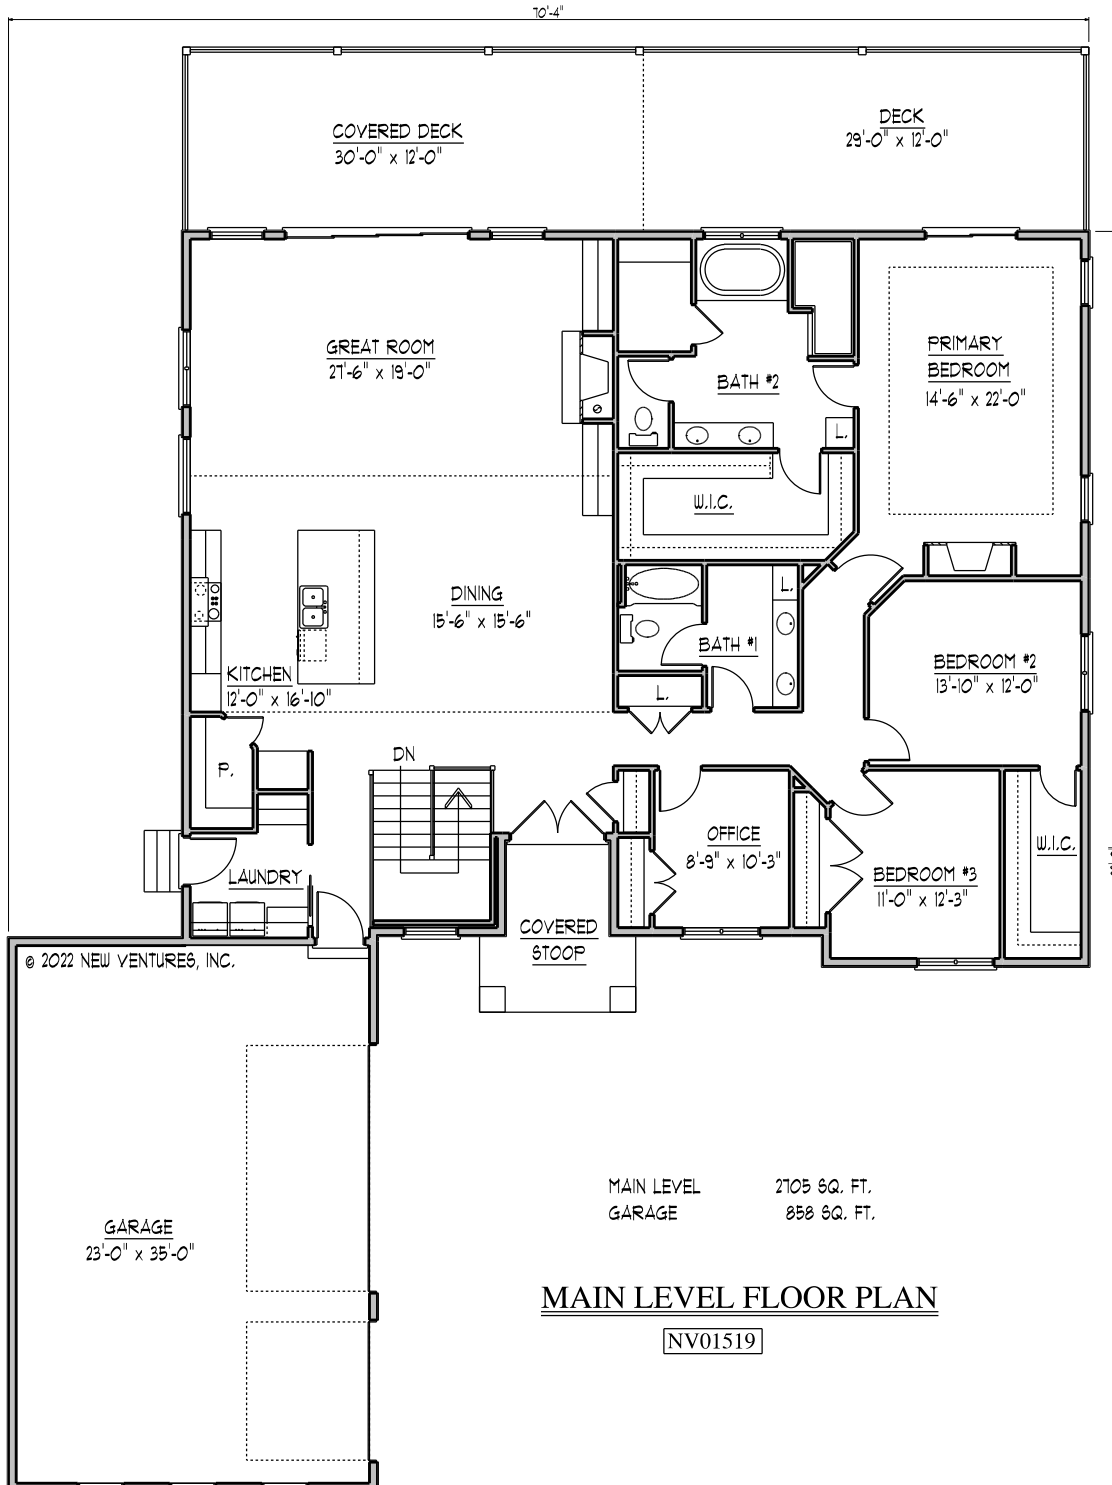 70'-4"
COVERED DECK
30'-0" x 12'-0"
DECK
29'-0" x 12'-0"
GREAT ROOM
27'-6" x 19'-0"
BATH #2
L.
PRIMARY
BEDROOM
14'-6" x 22'-0"
W.I.C.
DINING
15'-6" x 15'-6"
KITCHEN
12'-0" x 16'-10"
L.
BATH #1
L.
BEDROOM #2
13'-10" x 12'-0"
P.
DN
OFFICE
8'-9" x 10'-3"
LAUNDRY
BEDROOM #3
11'-0" x 12'-3"
W.I.C.
COVERED
STOOP
© 2022 NEW VENTURES, INC.
GARAGE
23'-0" x 35'-0"
MAIN LEVEL 2705 SQ. FT.
GARAGE 858 SQ. FT.
MAIN LEVEL FLOOR PLAN
NV01519